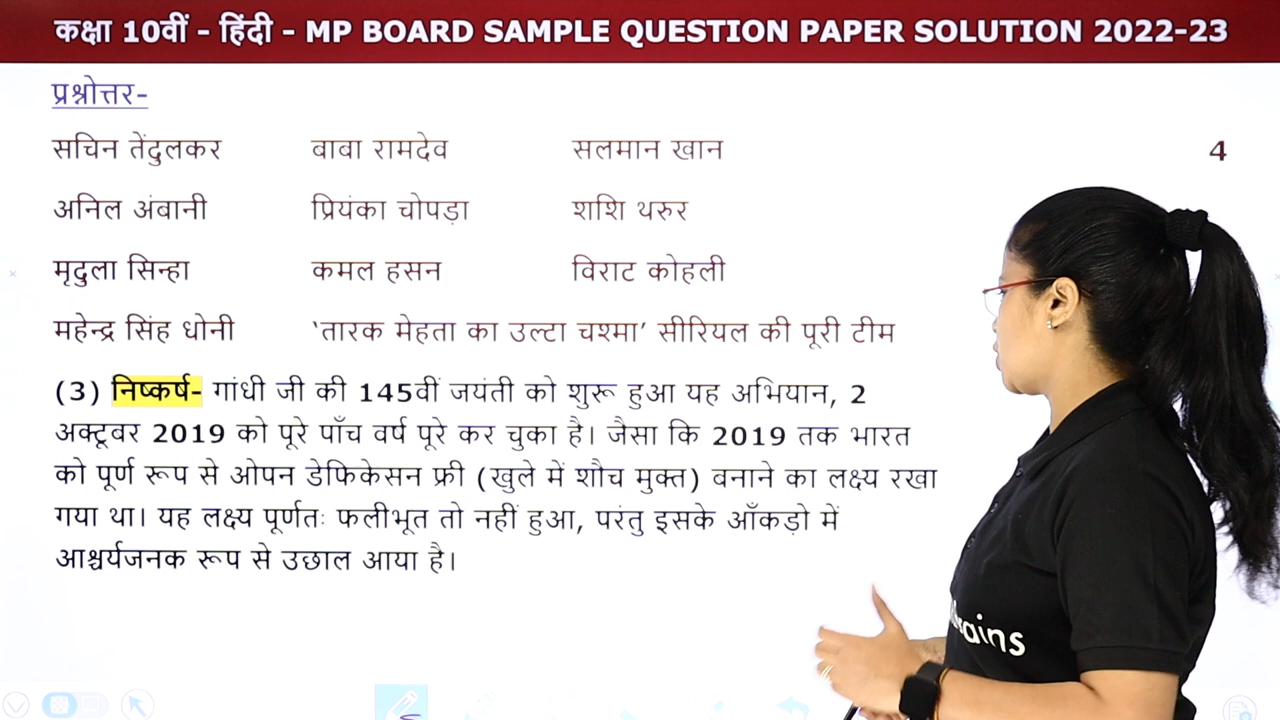 कक्षा 10वीं - हिंदी - MP BOARD SAMPLE QUESTION PAPER SOLUTION 2022-23
प्रश्नोत्तर-
सचिन तेंदुलकर बाबा रामदेव सलमान खान 4
अनिल अंबानी प्रियंका चोपड़ा शशि थरुर
मृदुला सिन्हा कमल हसन विराट कोहली
महेन्द्र सिंह धोनी ‘तारक मेहता का उल्टा चश्मा’ सीरियल की पूरी टीम
(3) निष्कर्ष- गांधी जी की 145वीं जयंती को शुरू हुआ यह अभियान, 2
अक्टूबर 2019 को पूरे पाँच वर्ष पूरे कर चुका है। जैसा कि 2019 तक भारत
को पूर्ण रूप से ओपन डेफिकेसन फ्री (खुले में शौच मुक्त) बनाने का लक्ष्य रखा
गया था। यह लक्ष्य पूर्णतः फलीभूत तो नहीं हुआ, परंतु इसके आँकड़ो में
आश्चर्यजनक रूप से उछाल आया है।